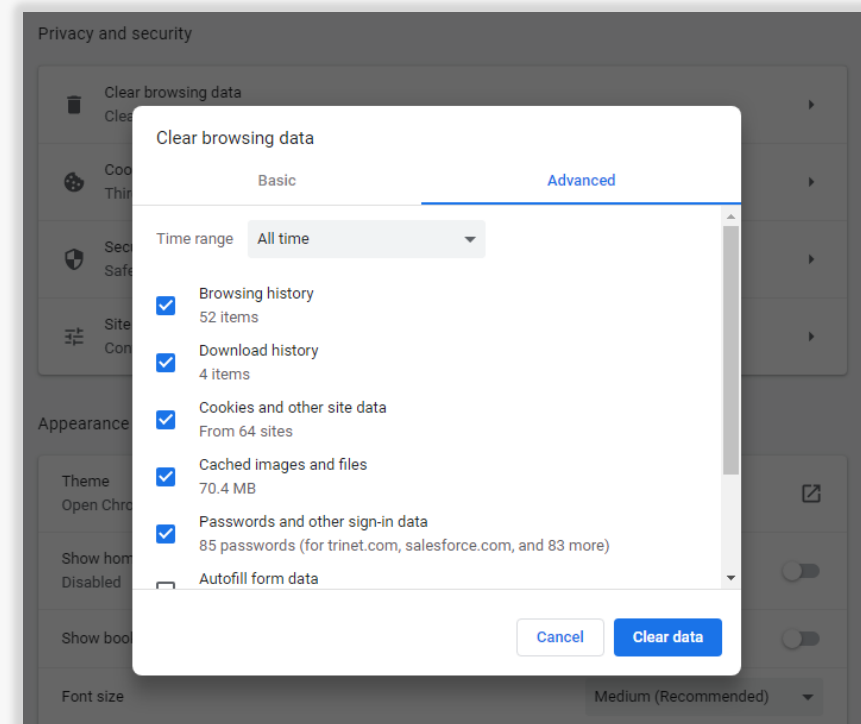 Privacy and security
Clear browsing data
Clea
Clear browsing data
Basic
Advanced
Coo
Thir
Time range
All time
Secu
Safe
Browsing history
52 items
Site
Con
Download history
4 items
Cookies and other site data
From 64 sites
Appearance
Cached images and files
70.4 MB
Theme
Open Chro
Passwords and other sign-in data
85 passwords (for trinet.com, salesforce.com, and 83 more)
Show hom
Disabled
Autofill form data
Show bool
Cancel
Clear data
Font size
Medium (Recommended)